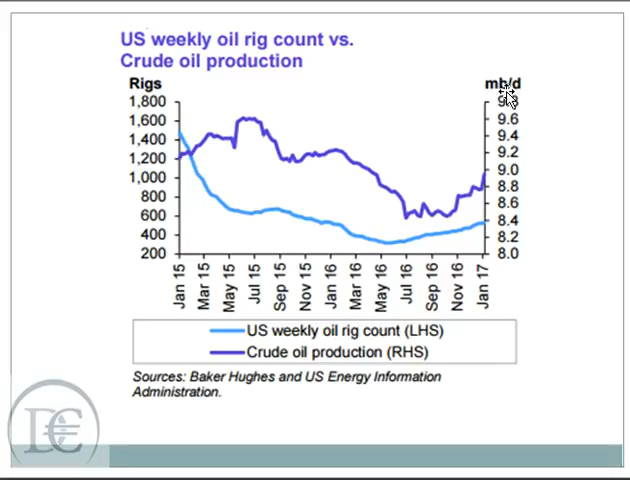 US weekly oil rig count vs.
Crude oil production
Rigs mb/d
1,800 9.8
1,600 9.6
1,400 9.4
1,200 9.2
1,000 9.0
800 8.8
600 8.6
400 8.4
200 8.2
8.0
Jan 15 Mar 15 May 15 Jul 15 Sep 15 Nov 15 Jan 16 Mar 16 May 16 Jul 16 Sep 16 Nov 16 Jan 17
US weekly oil rig count (LHS)
Crude oil production (RHS)
Sources: Baker Hughes and US Energy Information
Administration.
D€